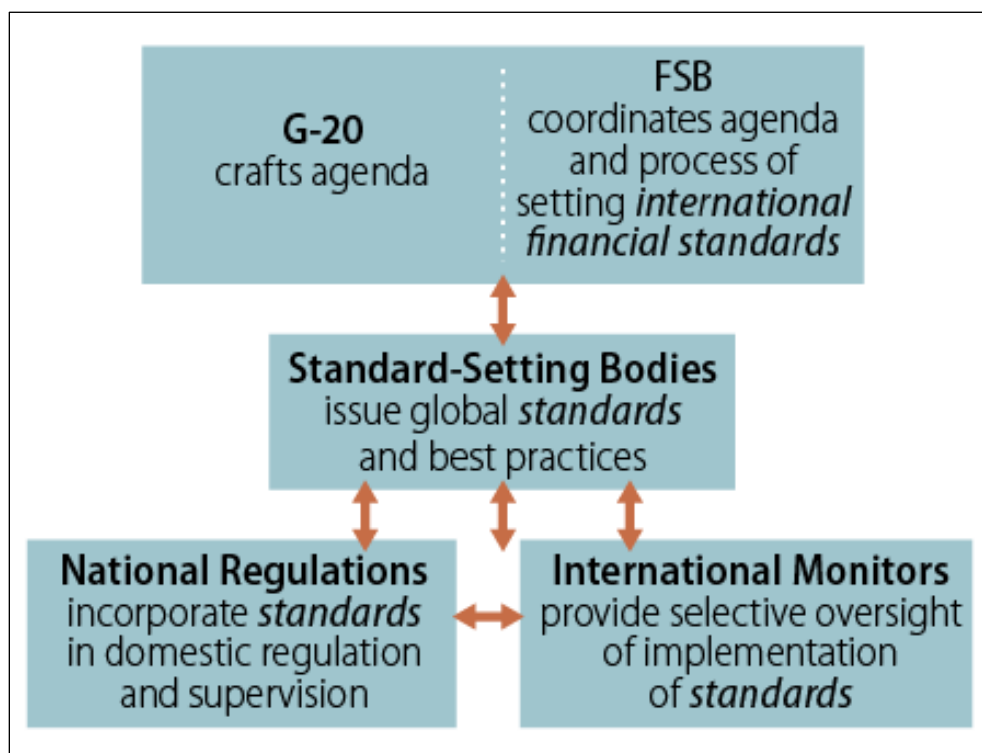 G-20
crafts agenda
FSB
coordinates agenda
and process of
setting international
financial standards
Standard-Setting Bodies
issue global standards
and best practices
National Regulations
incorporate standards
in domestic regulation
and supervision
International Monitors
provide selective oversight
of implementation
of standards